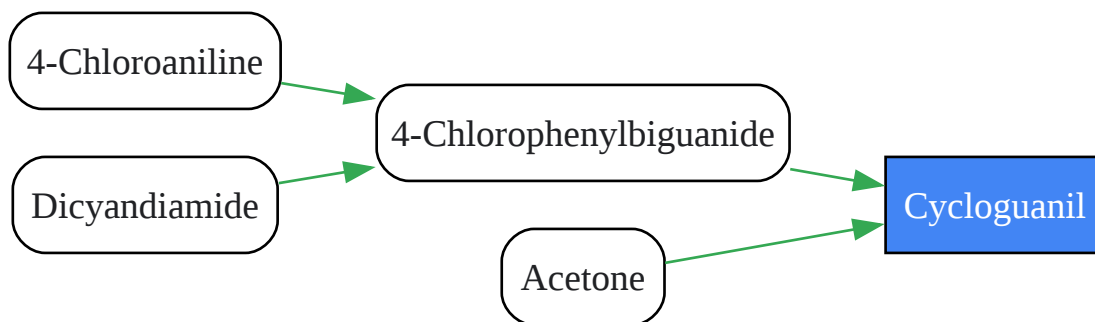 4-Chloroaniline
4-Chlorophenylbiguanide
Dicyandiamide
Cycloguanil
Acetone